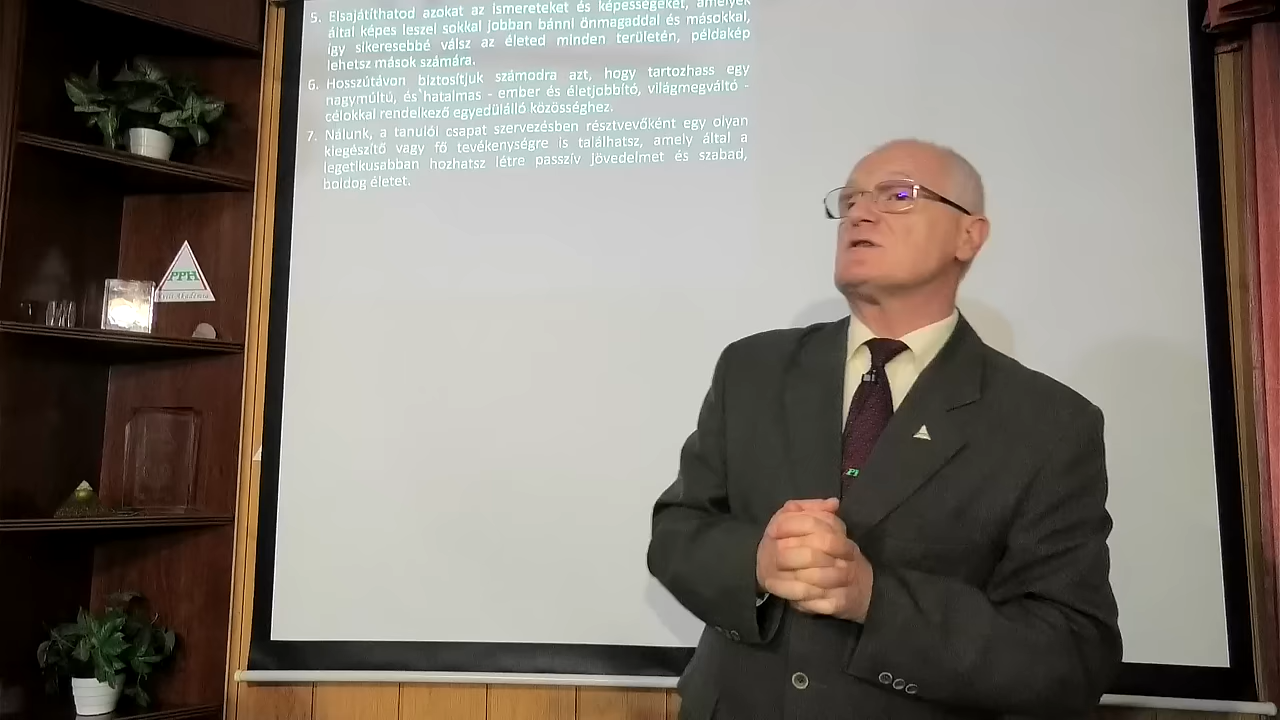 5. Elsajátíthatod azokat az ismereteket és képességeket, amelyek
által képes leszel sokkal jobban bánni önmagaddal és másokkal,
így sikeresebbé válsz az életed minden területén, példakép
lehetsz mások számára.
6. Hosszútávon biztosítjuk számodra azt, hogy tartozhass egy
nagymúltú, és hatalmas - ember és életjobbító, világmegváltó -
célokkal rendelkező egyedülálló közösséghez.
7. Nálunk, a tanulói csapat szervezésben résztvevőként egy olyan
kiegészítő vagy fő tevékenységre is találhatsz, amely által a
legetikusabban hozhatsz létre passzív jövedelmet és szabad,
boldog életet.
PPH
Akadémia